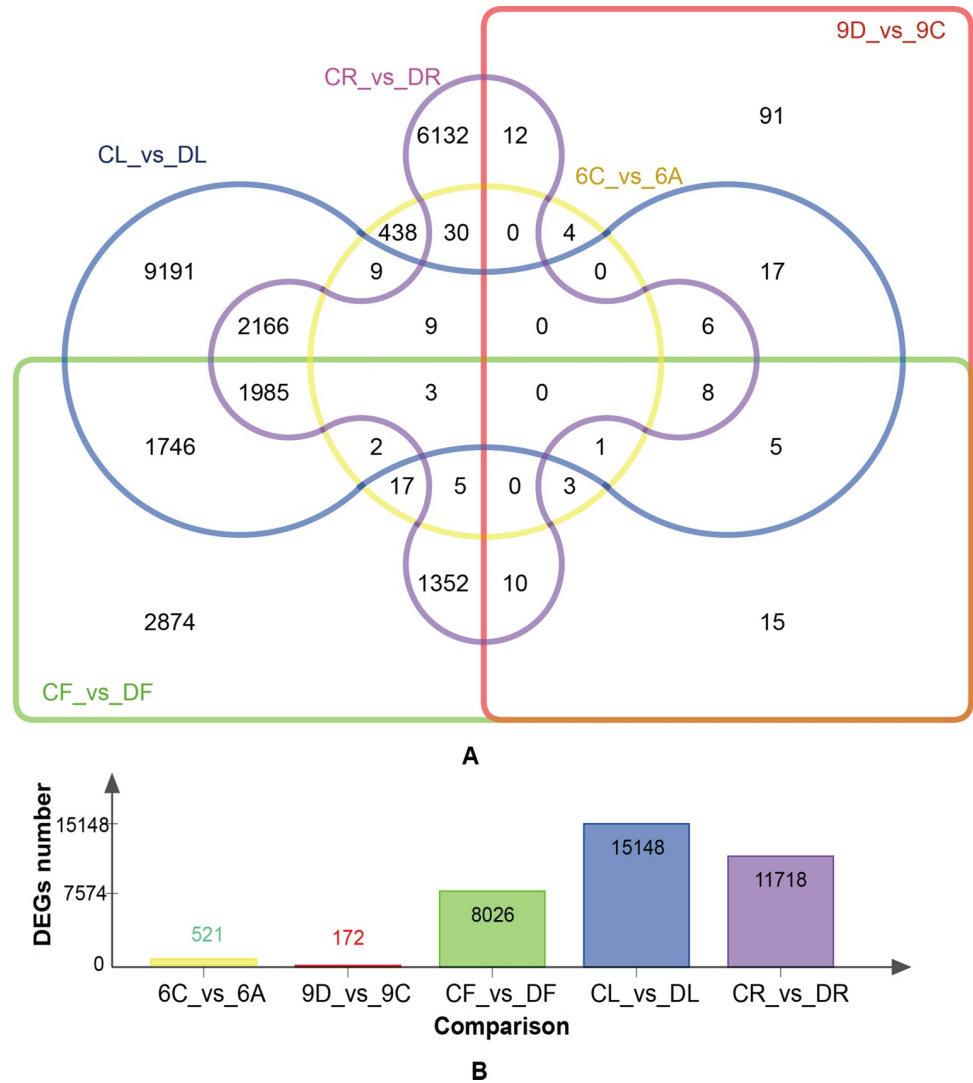 9D_vs_9C
CR_vs_DR
91
6132 12
CL_vs_DL
6C_vs_6A
438 30 0 4
9191 9 0 17
2166 9 0 6
1985 3 0 8
1746 2 1 5
17 5 0 3
1352 10
2874 15
CF_vs_DF
A
DEGs number
15148
7574
0
521
172
8026
15148
11718
6C_vs_6A 9D_vs_9C CF_vs_DF CL_vs_DL CR_vs_DR
Comparison
B